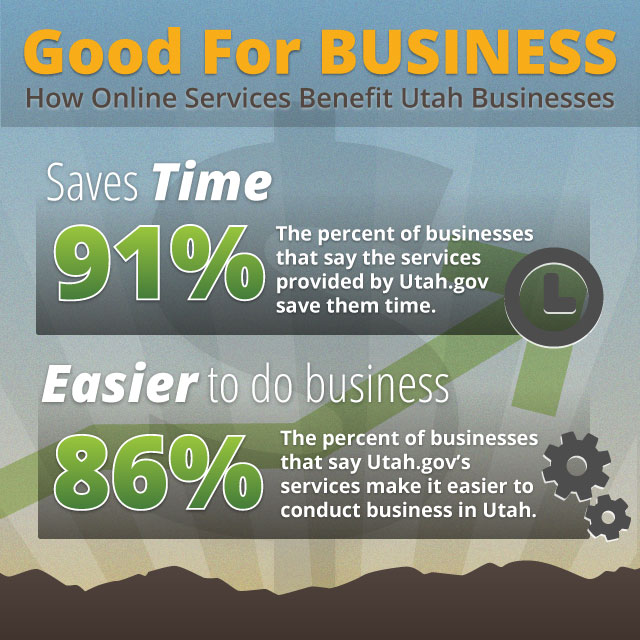 Good For BUSINESS
How Online Services Benefit Utah Businesses
Saves Time
91%
The percent of businesses
that say the services
provided by Utah.gov
save them time.
Easier to do business
86%
The percent of businesses
that say Utah.gov’s
services make it easier to
conduct business in Utah.